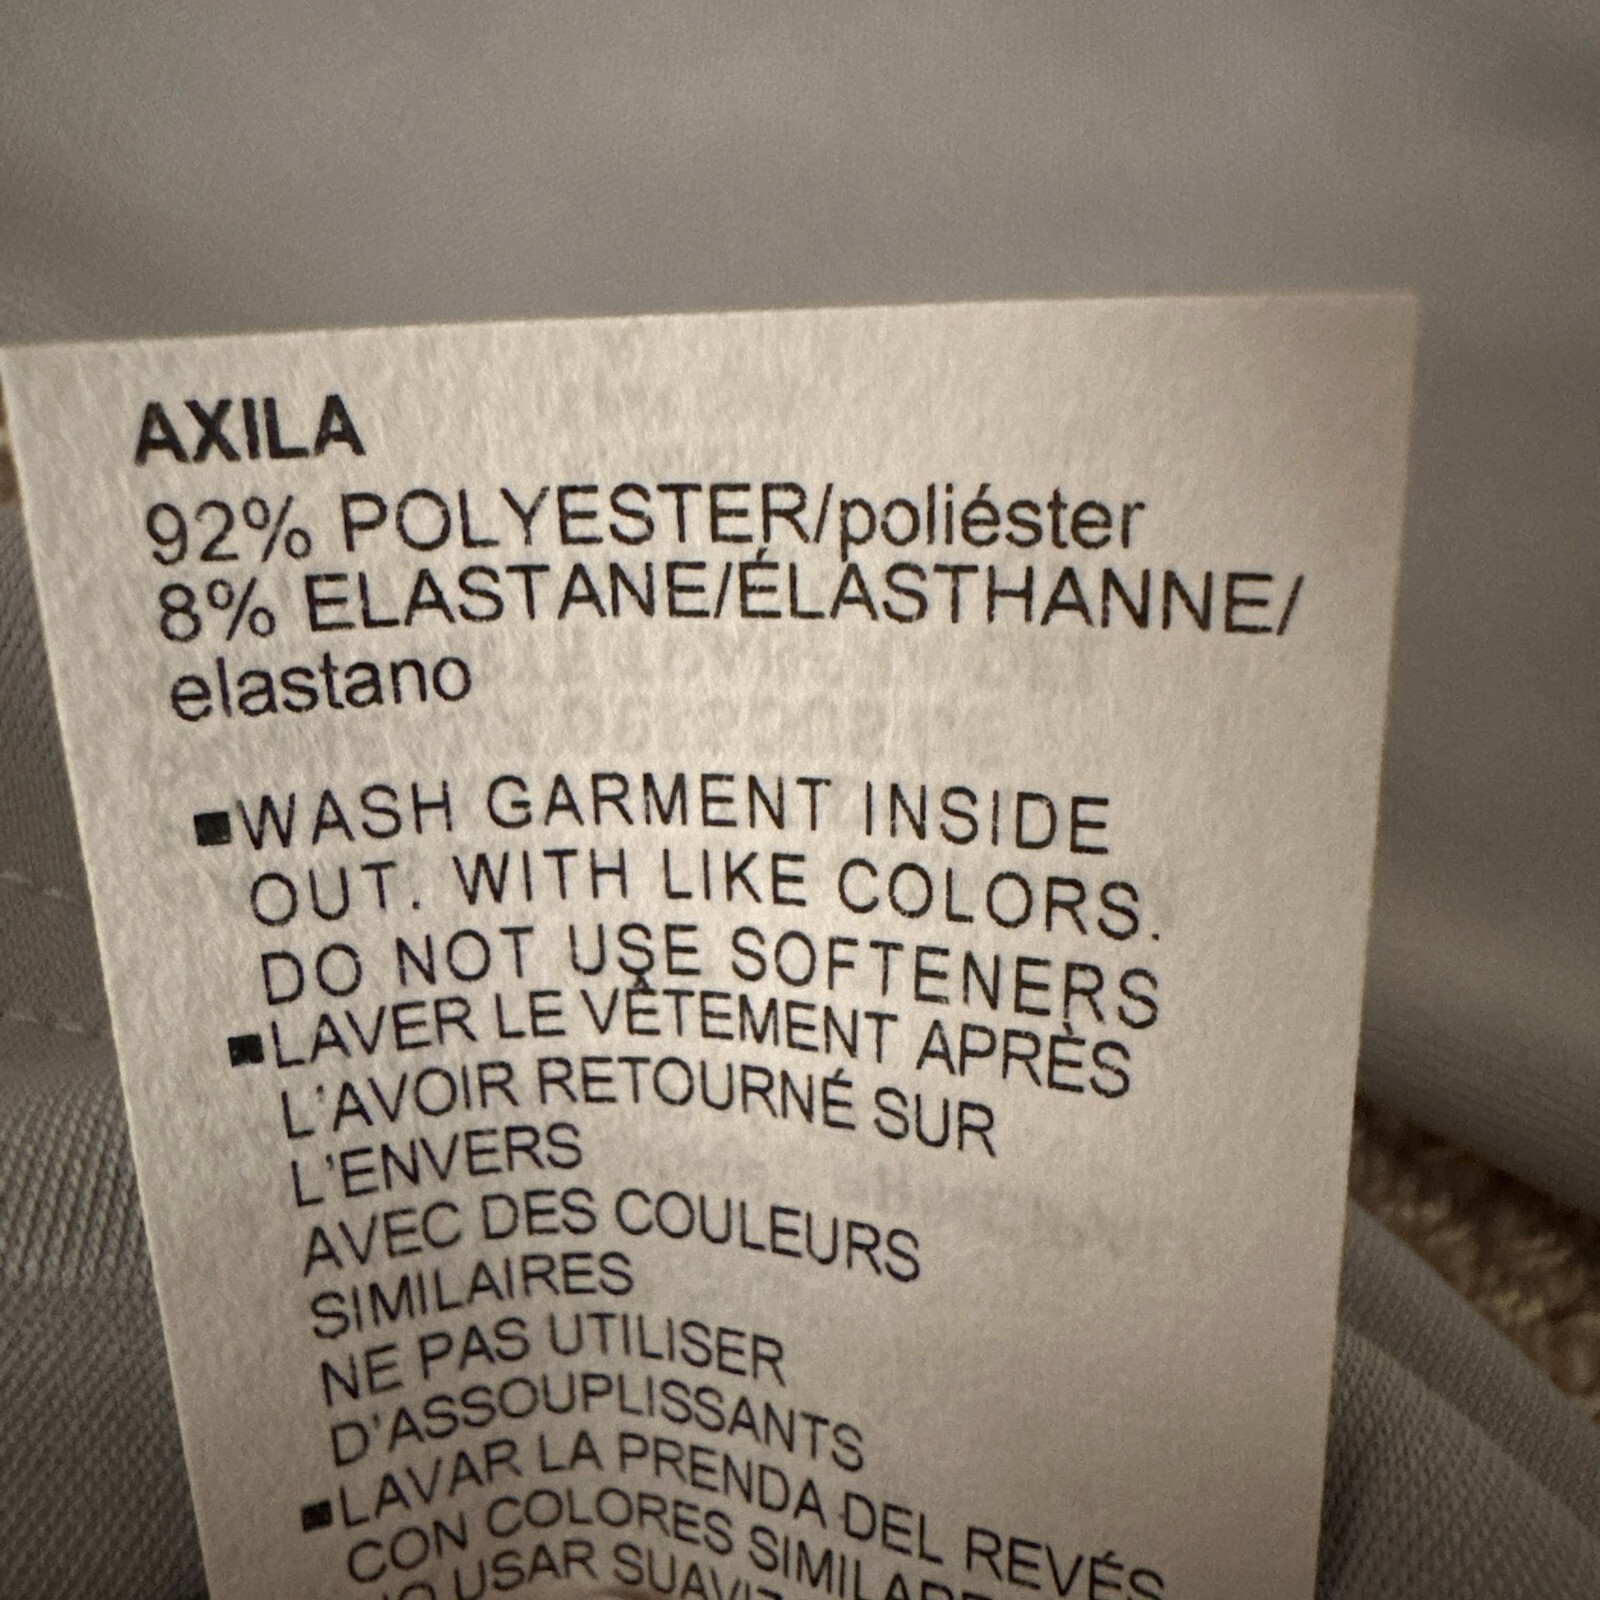 AXILA
92% POLYESTER/poliéster
8% ELASTANE/ÉLASTHANNE/
elastano
■WASH GARMENT INSIDE
OUT. WITH LIKE COLORS.
DO NOT USE SOFTENERS
■LAVER LE VÊTEMENT APRÈS
L'AVOIR RETOURNÉ SUR
L'ENVERS
AVEC DES COULEURS
SIMILAIRES
NE PAS UTILISER
D'ASSOUPLISSANTS
■LAVAR LA PRENDA DEL REVÉS
CON COLORES
USAR